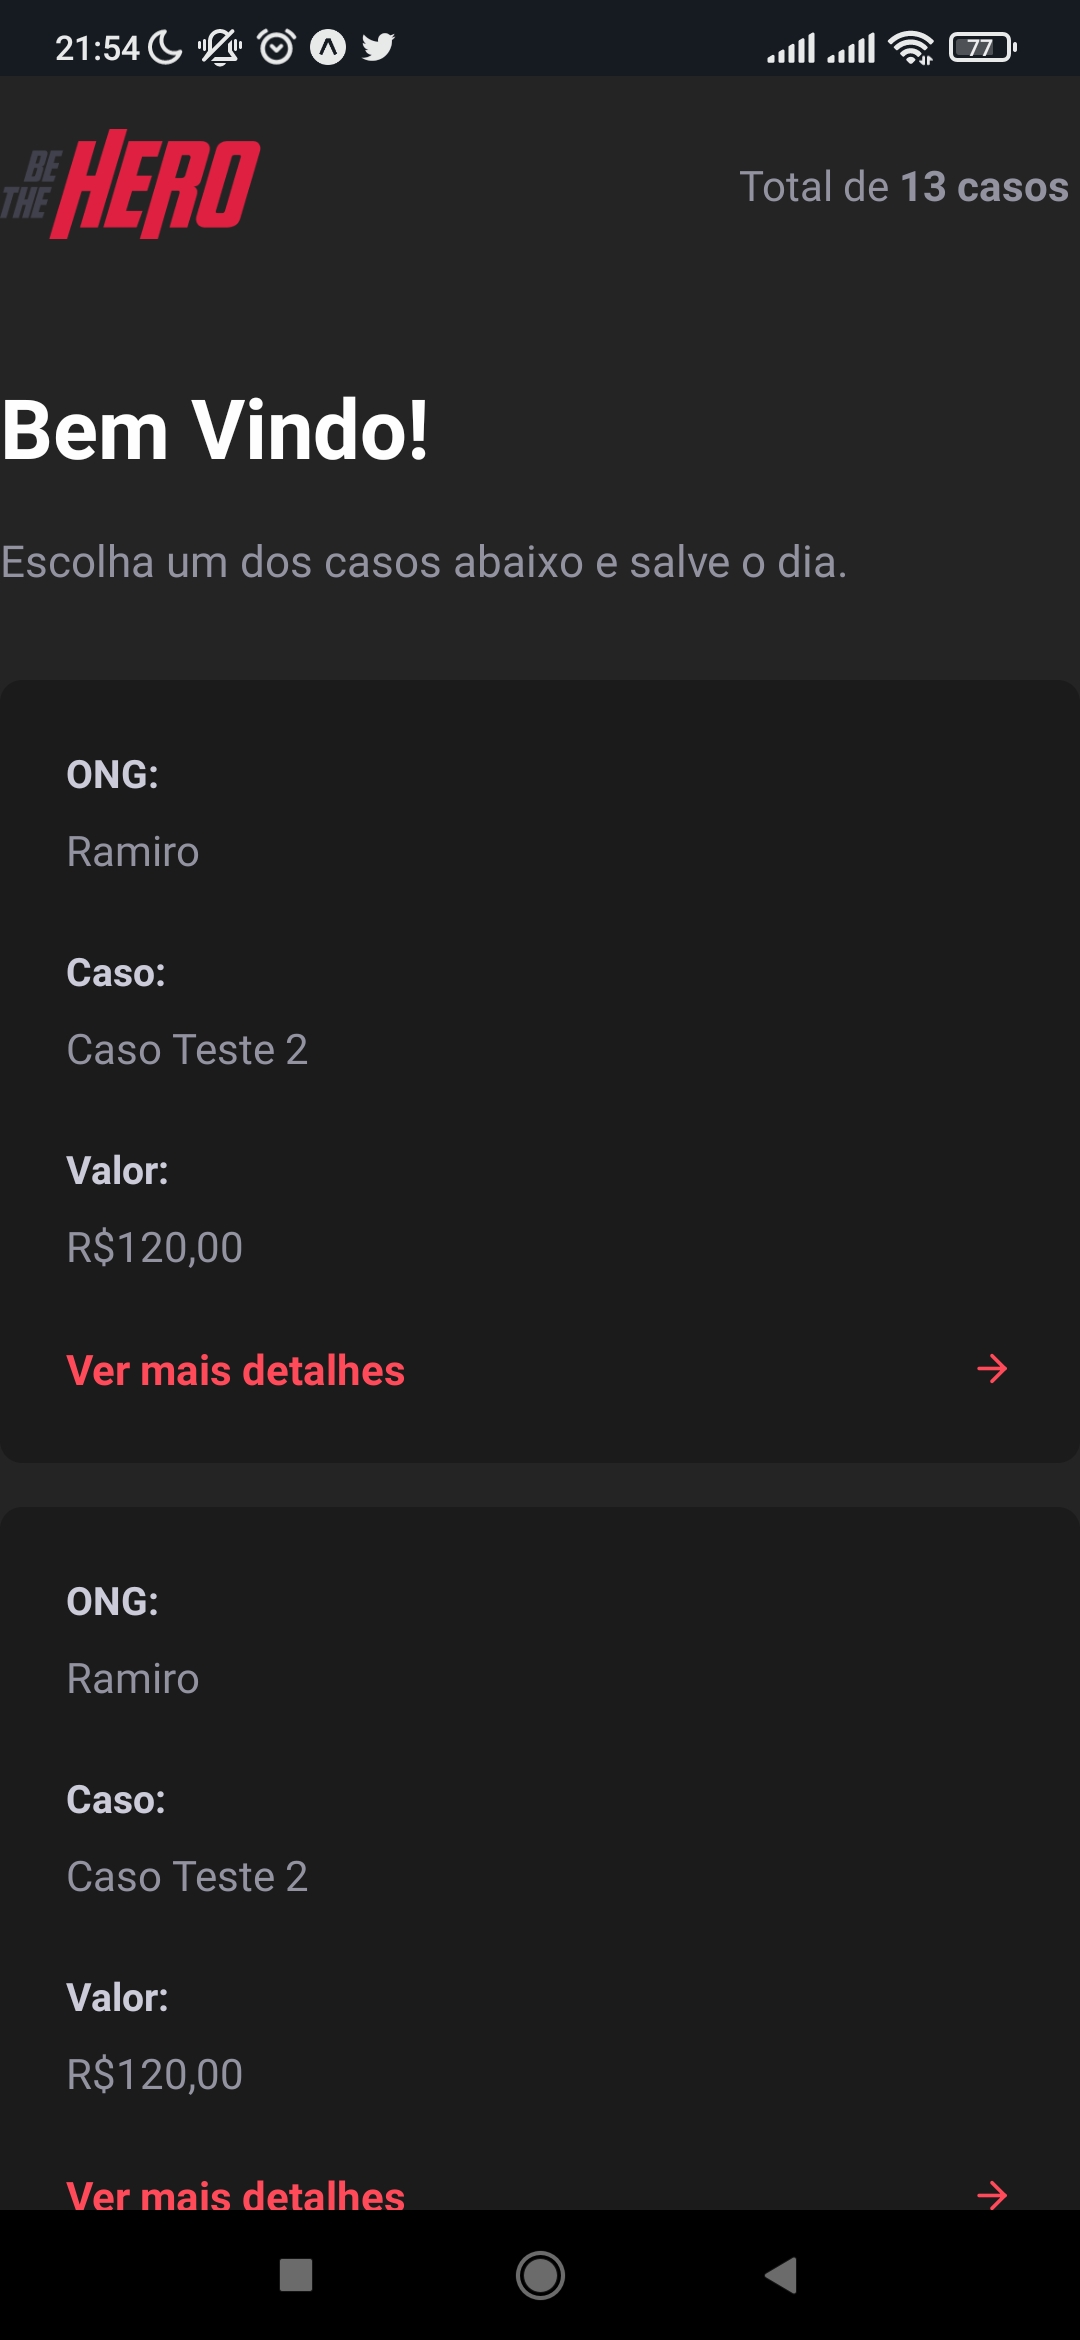 21:54
77
BE THE HERO
Total de 13 casos
Bem Vindo!
Escolha um dos casos abaixo e salve o dia.
ONG:
Ramiro
Caso:
Caso Teste 2
Valor:
R$120,00
Ver mais detalhes
ONG:
Ramiro
Caso:
Caso Teste 2
Valor:
R$120,00
Ver mais detalhes